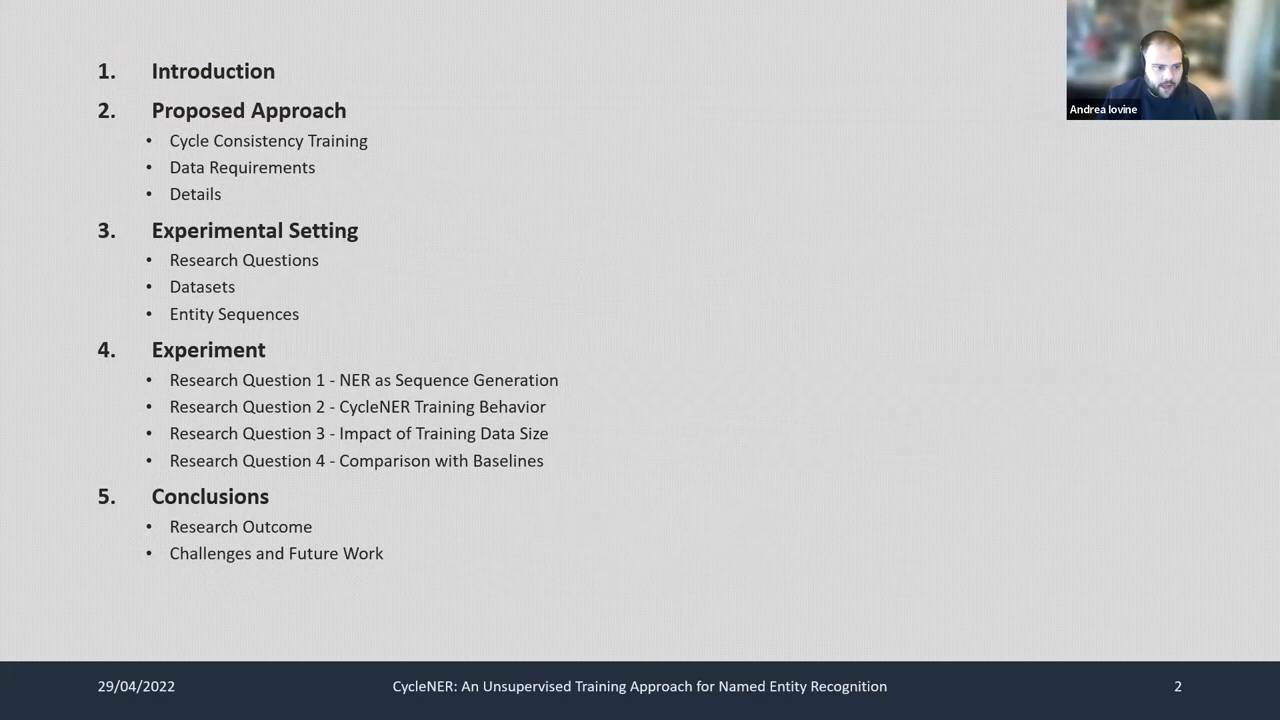 1. Introduction
2. Proposed Approach
• Cycle Consistency Training
• Data Requirements
• Details
3. Experimental Setting
• Research Questions
• Datasets
• Entity Sequences
4. Experiment
• Research Question 1 - NER as Sequence Generation
• Research Question 2 - CycleNER Training Behavior
• Research Question 3 - Impact of Training Data Size
• Research Question 4 - Comparison with Baselines
5. Conclusions
• Research Outcome
• Challenges and Future Work
Andrea Iovine
29/04/2022 CycleNER: An Unsupervised Training Approach for Named Entity Recognition 2